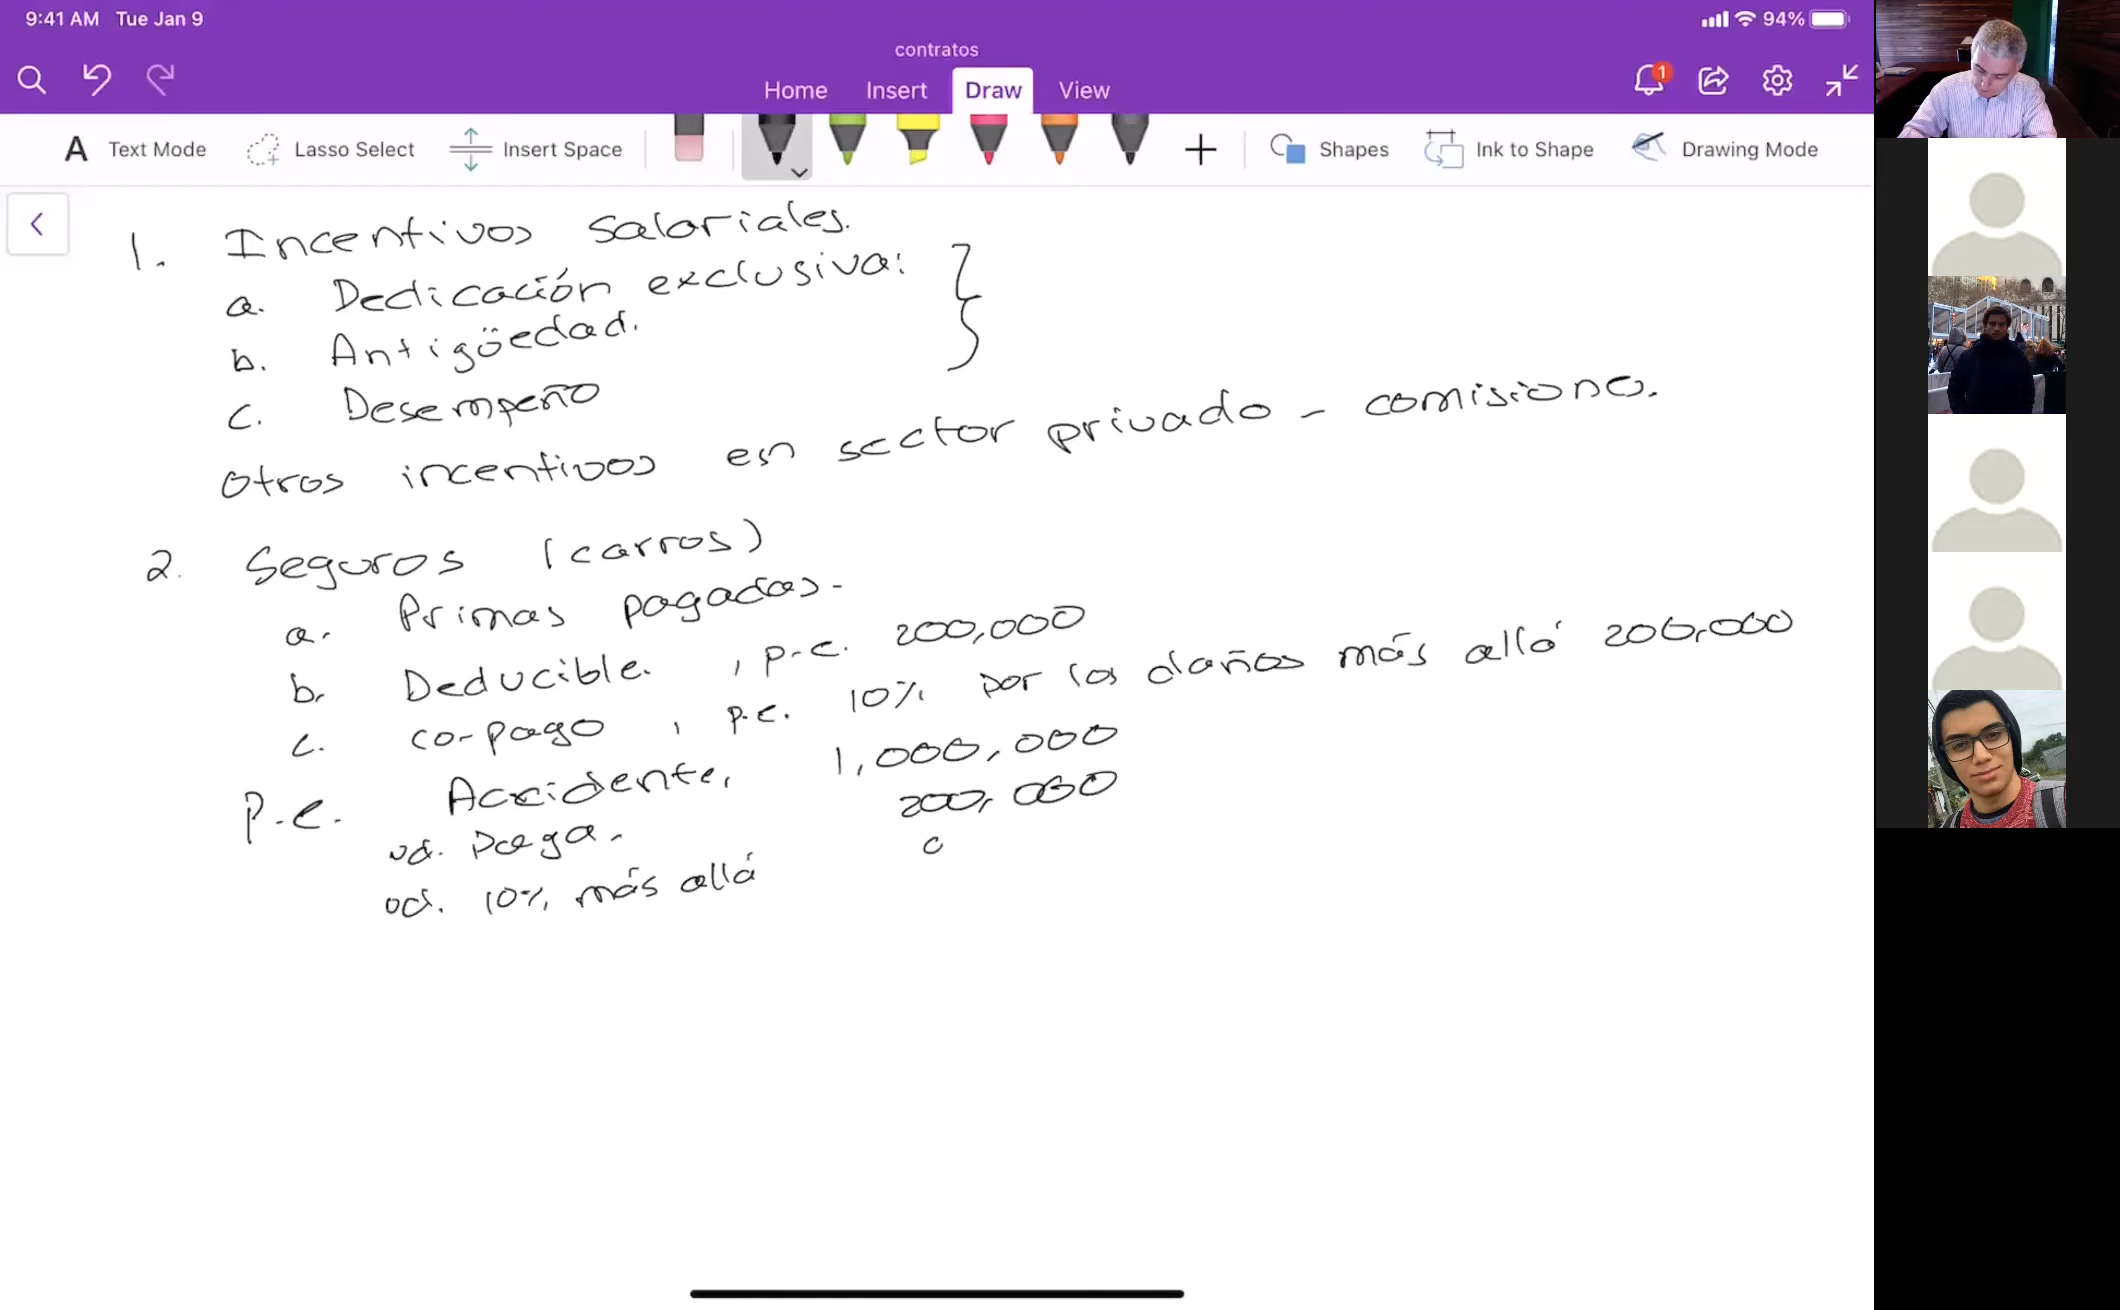 9:41 AM Tue Jan 9
94%
contratos
Home Insert Draw View
1
A Text Mode Lasso Select Insert Space Shapes Ink to Shape Drawing Mode
1. Incentivos salariales.
a. Dedicación exclusiva:
b. Antigüedad.
c. Desempeño
otros incentivos en sector privado - comisiones.
2. Seguros (carros)
a. Primas pagadas.
b. Deducible. , p.e. 200,000
c. co-pago , p.e. 10% por los daños más allá 200,000
P.e. Accidente, 1,000,000
ud. Paga. 200,000
ud. 10% más allá